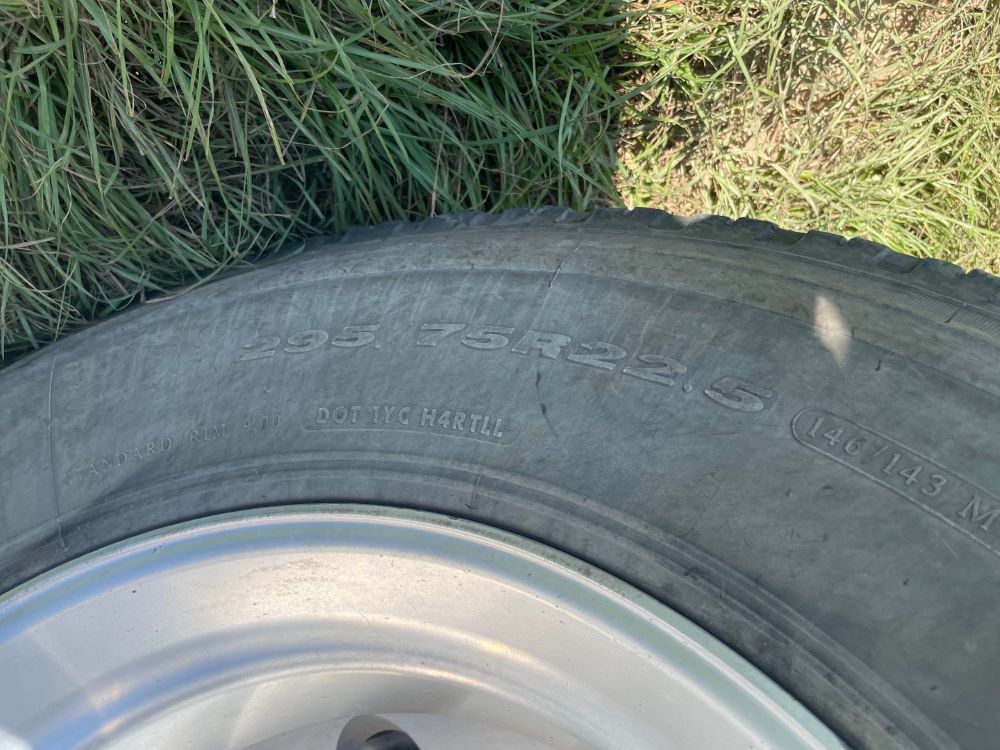 295/75R22.5
146/143 M
STANDARD RIM 9.00
DOT 1YC H4RTLL